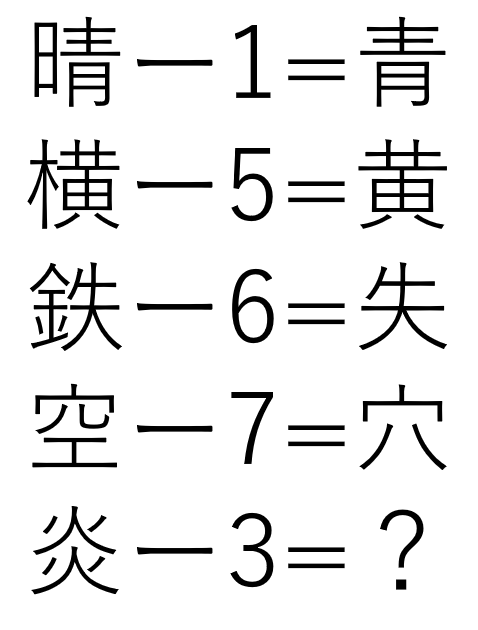 晴ー1=青
横ー5=黄
鉄ー6=失
空ー7=穴
炎ー3=?